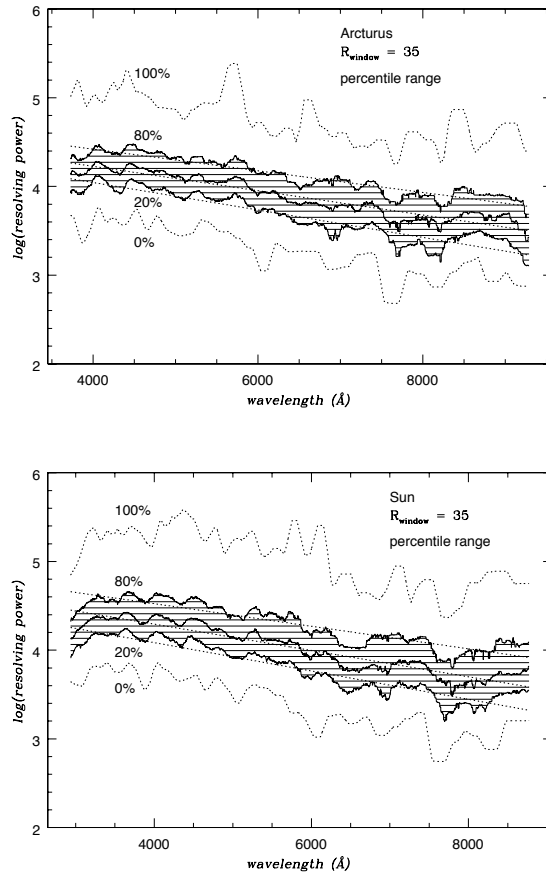 6
5
4
3
2
log(resolving power)
100%
80%
20%
0%
Arcturus
R_window = 35
percentile range
4000 6000 8000
wavelength (Å)
6
5
4
3
2
log(resolving power)
100%
80%
20%
0%
Sun
R_window = 35
percentile range
4000 6000 8000
wavelength (Å)